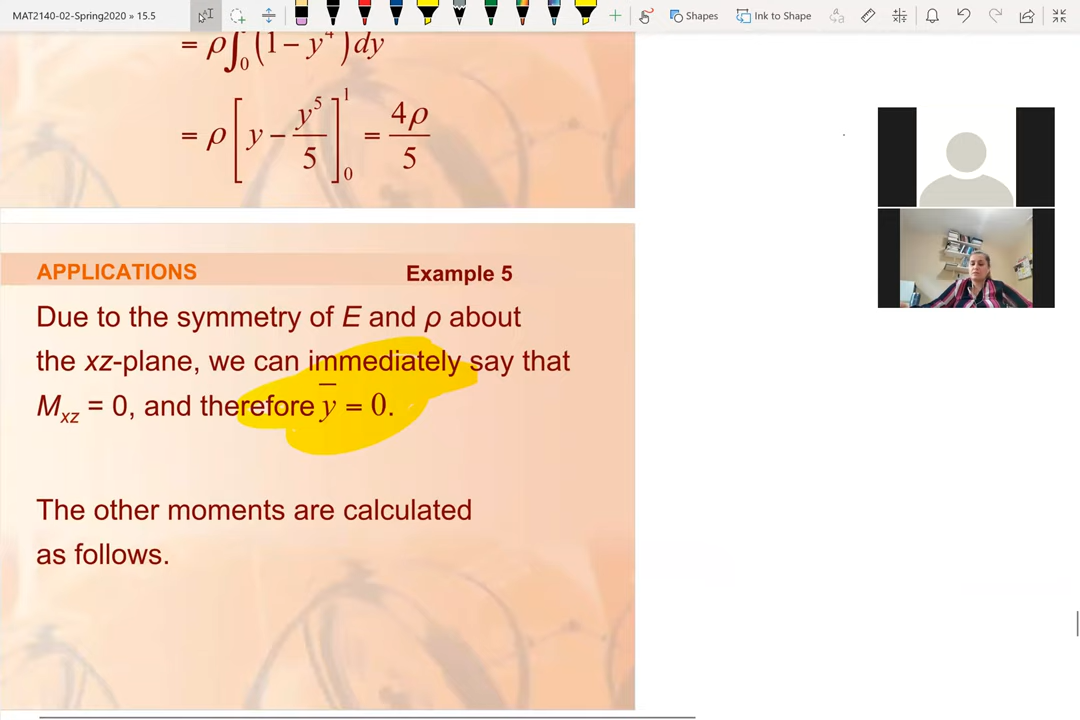 MAT2140-02-Spring2020 » 15.5
Shapes
Ink to Shape
= ρ∫₀ (1 − y⁴) dy
= ρ [y − y⁵/5]₀¹ = 4ρ/5
APPLICATIONS
Example 5
Due to the symmetry of E and ρ about
the xz-plane, we can immediately say that
Mxz = 0, and therefore y̅ = 0.
The other moments are calculated
as follows.